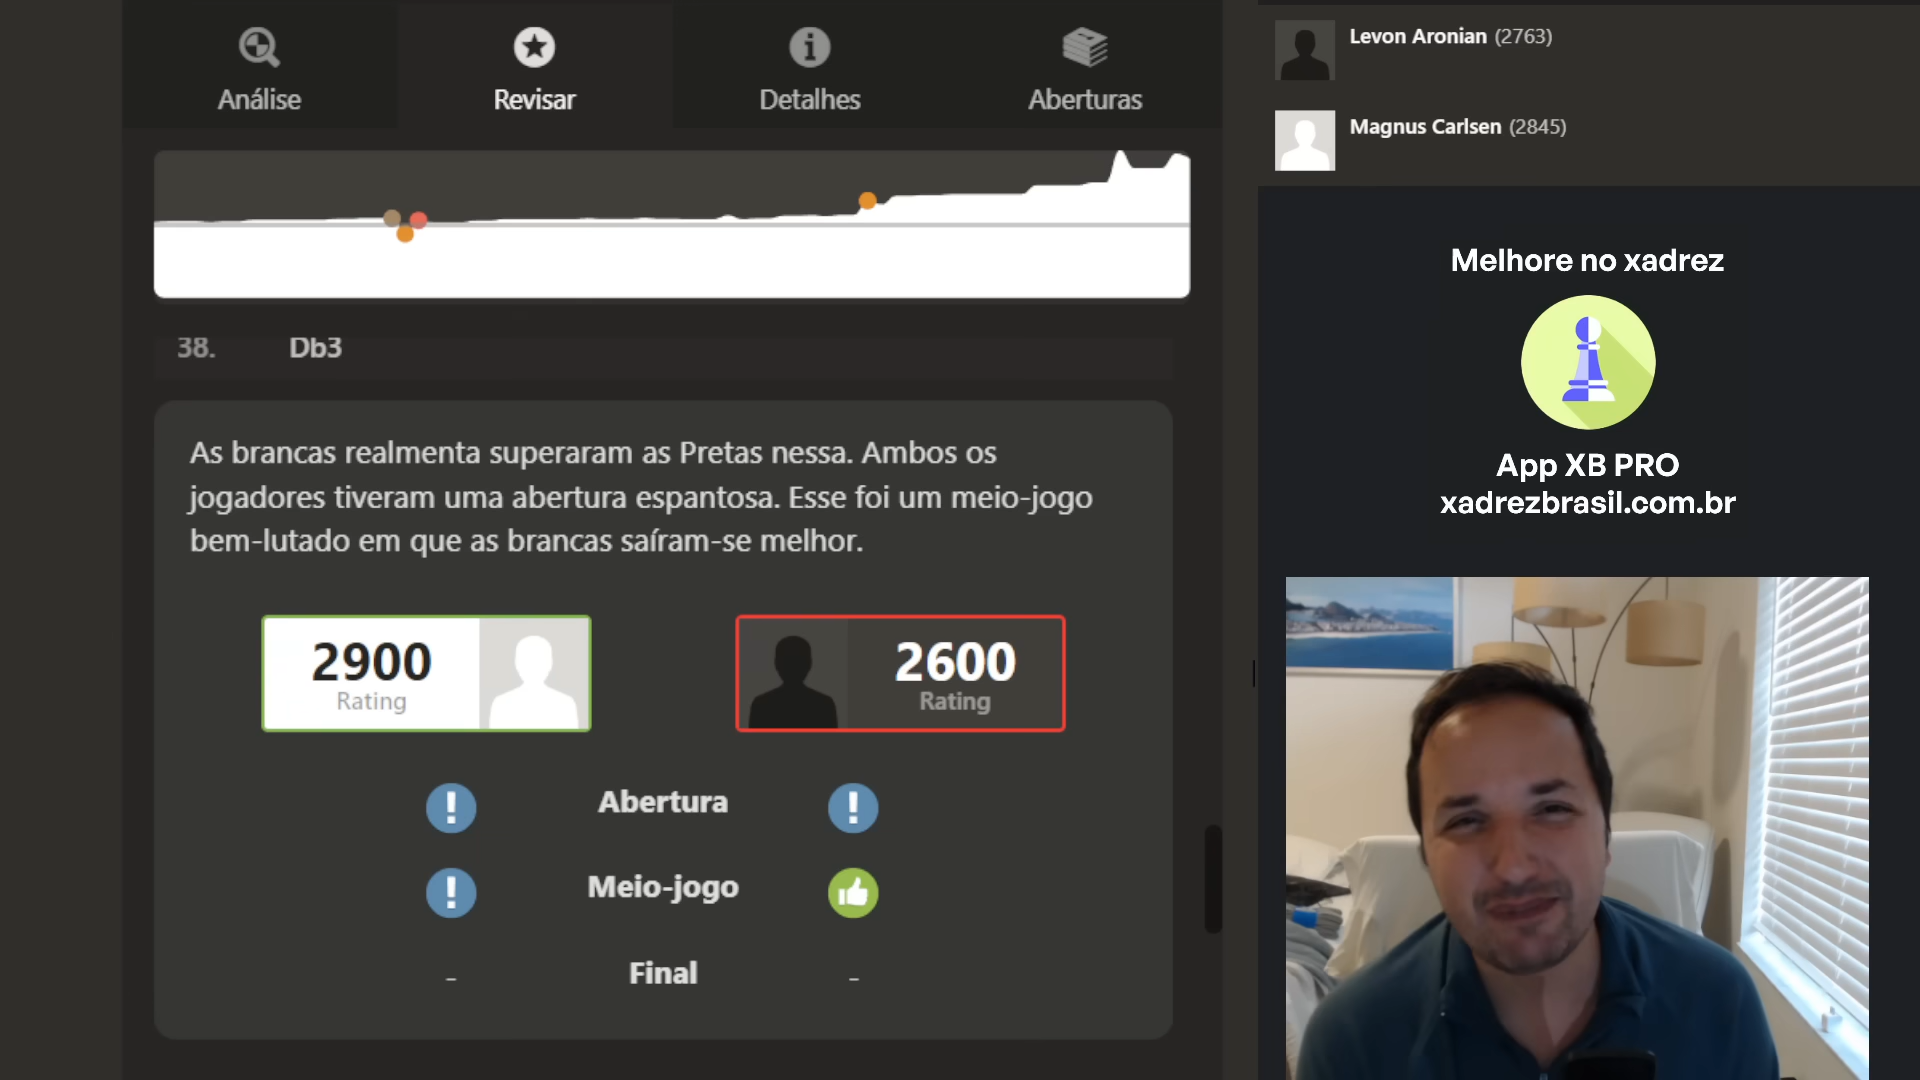 Análise
Revisar
Detalhes
Aberturas
38. Db3
As brancas realmenta superaram as Pretas nessa. Ambos os
jogadores tiveram uma abertura espantosa. Esse foi um meio-jogo
bem-lutado em que as brancas saíram-se melhor.
2900
Rating
2600
Rating
Abertura
Meio-jogo
- Final -
Levon Aronian (2763)
Magnus Carlsen (2845)
Melhore no xadrez
App XB PRO
xadrezbrasil.com.br